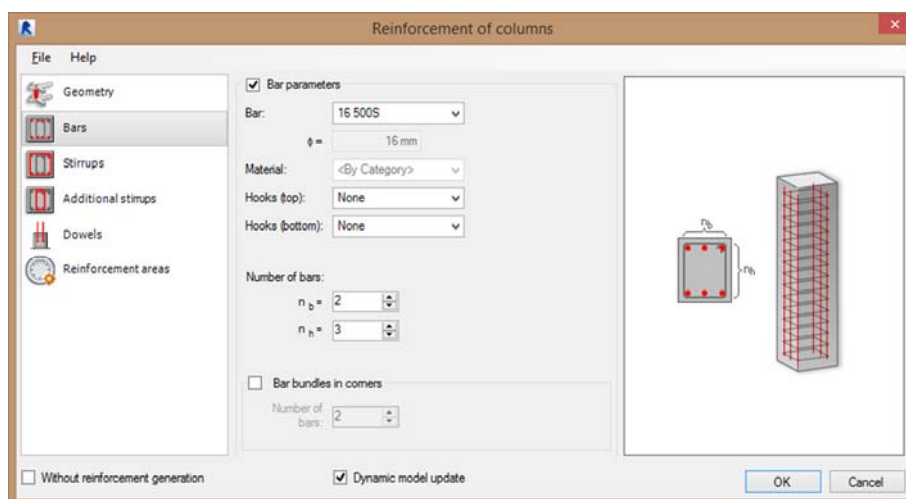 Reinforcement of columns
File Help
Geometry
Bars
Stirrups
Additional stirrups
Dowels
Reinforcement areas
Bar parameters
Bar: 16 500S
ϕ = 16 mm
Material: <By Category>
Hooks (top): None
Hooks (bottom): None
Number of bars:
n b = 2
n h = 3
Bar bundles in corners
Number of bars: 2
nb
nh
Without reinforcement generation
Dynamic model update
OK
Cancel